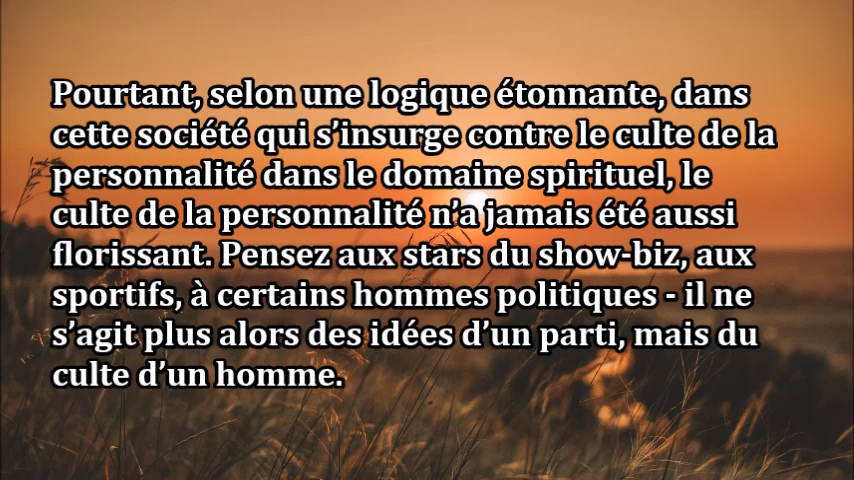 Pourtant, selon une logique étonnante, dans
cette société qui s’insurge contre le culte de la
personnalité dans le domaine spirituel, le
culte de la personnalité n’a jamais été aussi
florissant. Pensez aux stars du show-biz, aux
sportifs, à certains hommes politiques - il ne
s’agit plus alors des idées d’un parti, mais du
culte d’un homme.